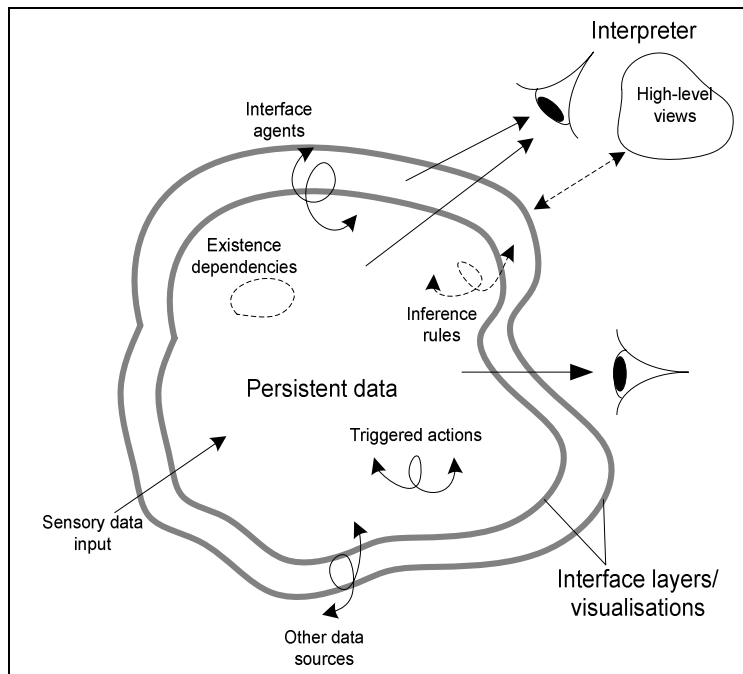 Interpreter
High-level
views
Interface
agents
Existence
dependencies
Inference
rules
Persistent data
Triggered actions
Sensory data
input
Interface layers/
visualisations
Other data
sources